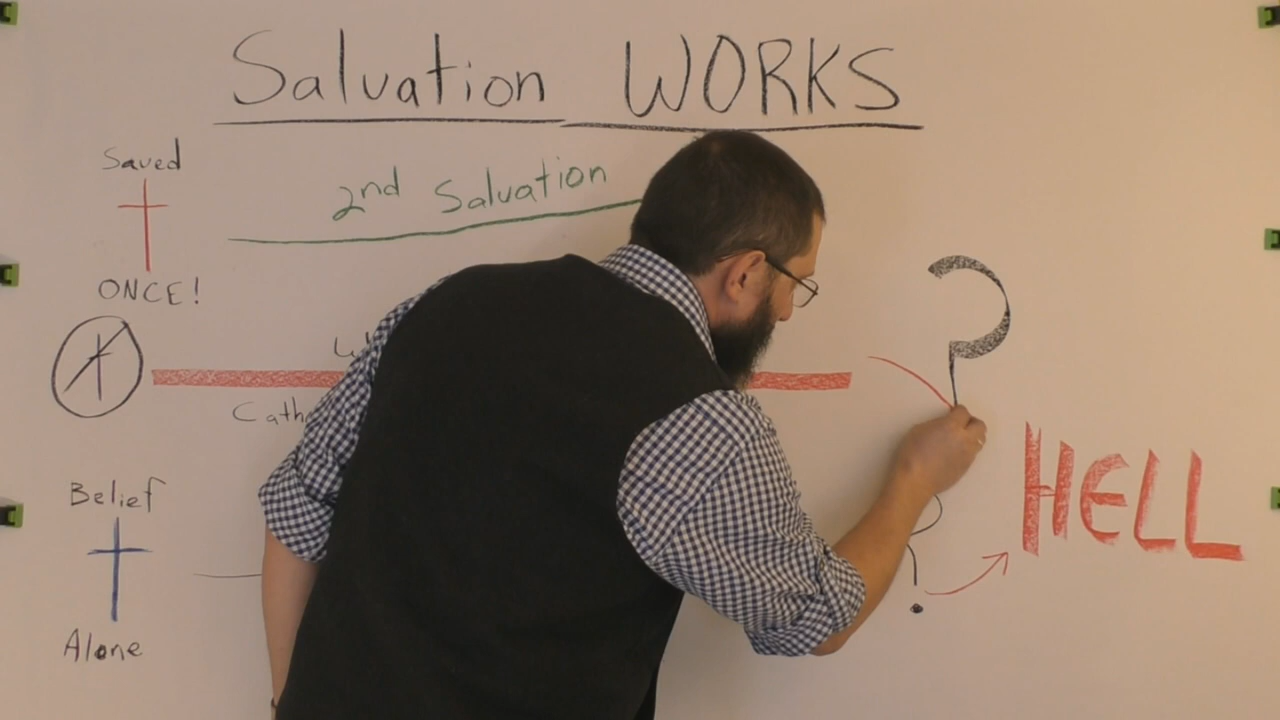 Salvation WORKS
Saved
2nd Salvation
ONCE!
?
HELL
Belief
?
Alone